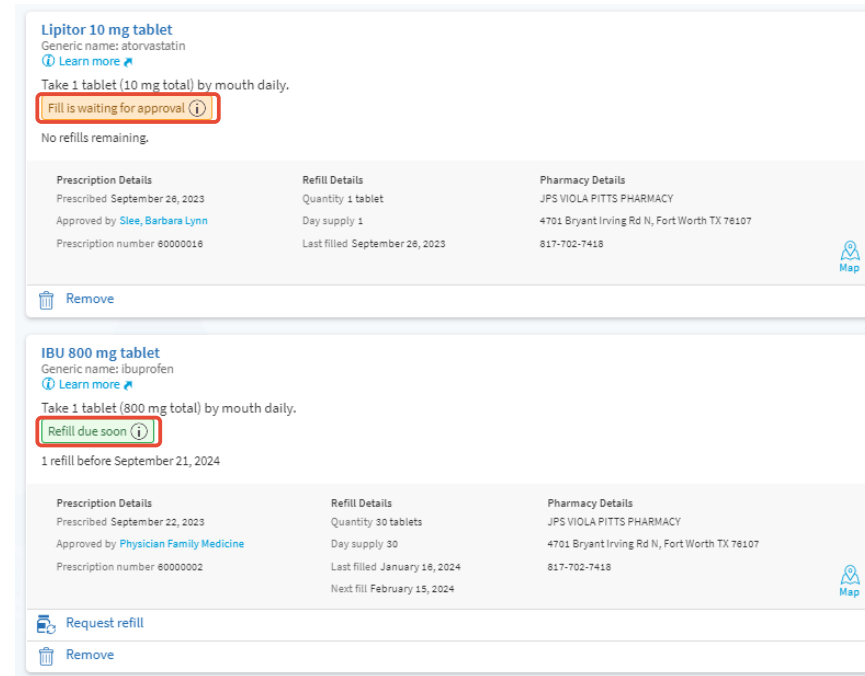 Lipitor 10 mg tablet
Generic name: atorvastatin
Learn more
Take 1 tablet (10 mg total) by mouth daily.
Fill is waiting for approval
No refills remaining.
Prescription Details Refill Details Pharmacy Details
Prescribed September 26, 2023 Quantity 1 tablet JPS VIOLA PITTS PHARMACY
Approved by Slee, Barbara Lynn Day supply 1 4701 Bryant Irving Rd N, Fort Worth TX 76107
Prescription number 60000016 Last filled September 26, 2023 817-702-7418
Map
Remove
IBU 800 mg tablet
Generic name: ibuprofen
Learn more
Take 1 tablet (800 mg total) by mouth daily.
Refill due soon
1 refill before September 21, 2024
Prescription Details Refill Details Pharmacy Details
Prescribed September 22, 2023 Quantity 30 tablets JPS VIOLA PITTS PHARMACY
Approved by Physician Family Medicine Day supply 30 4701 Bryant Irving Rd N, Fort Worth TX 76107
Prescription number 60000002 Last filled January 16, 2024 817-702-7418
Next fill February 15, 2024
Map
Request refill
Remove